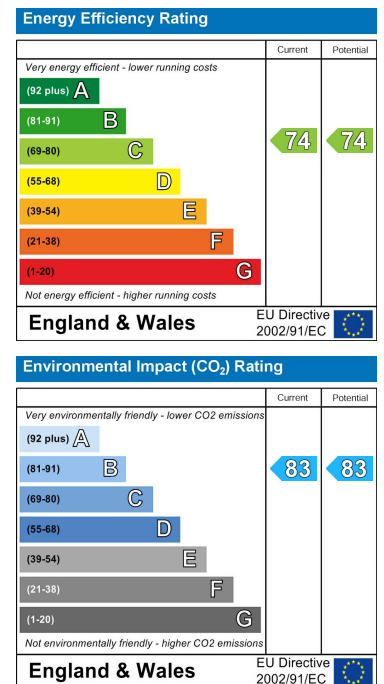 Energy Efficiency Rating
Current Potential
Very energy efficient - lower running costs
(92 plus) A
(81-91) B
(69-80) C
74 74
(55-68) D
(39-54) E
(21-38) F
(1-20) G
Not energy efficient - higher running costs
England & Wales
EU Directive
2002/91/EC
Environmental Impact (CO₂) Rating
Current Potential
Very environmentally friendly - lower CO2 emissions
(92 plus) A
(81-91) B
83 83
(69-80) C
(55-68) D
(39-54) E
(21-38) F
(1-20) G
Not environmentally friendly - higher CO2 emissions
England & Wales
EU Directive
2002/91/EC